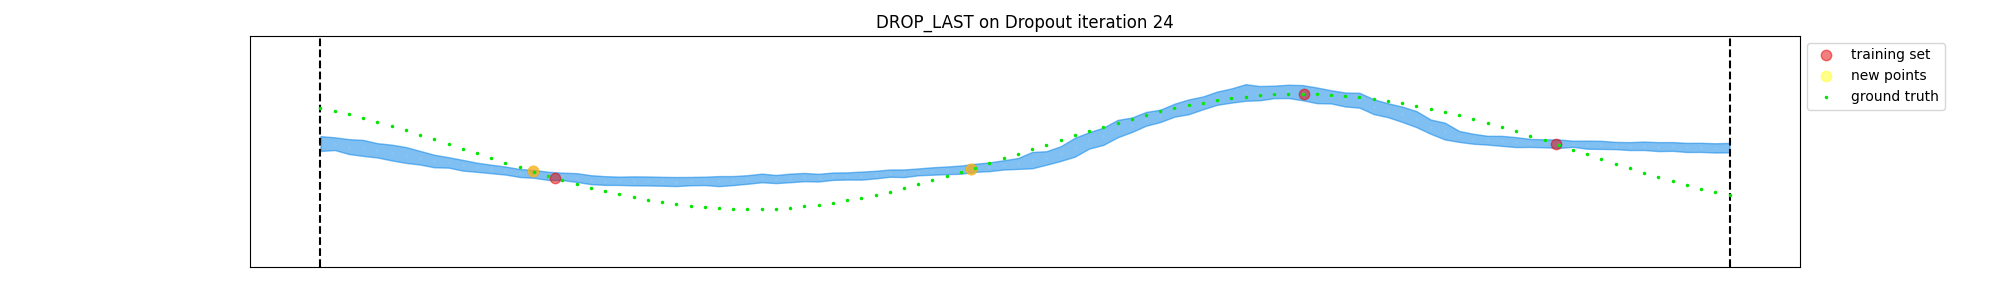 DROP_LAST on Dropout iteration 24
training set
new points
ground truth